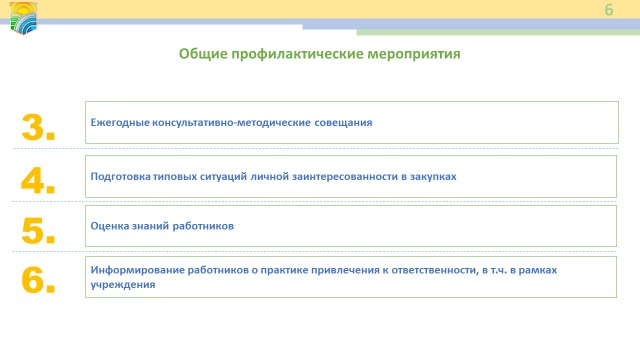 6
Общие профилактические мероприятия
3.
Ежегодные консультативно-методические совещания
4.
Подготовка типовых ситуаций личной заинтересованности в закупках
5.
Оценка знаний работников
6.
Информирование работников о практике привлечения к ответственности, в т.ч. в рамках
учреждения